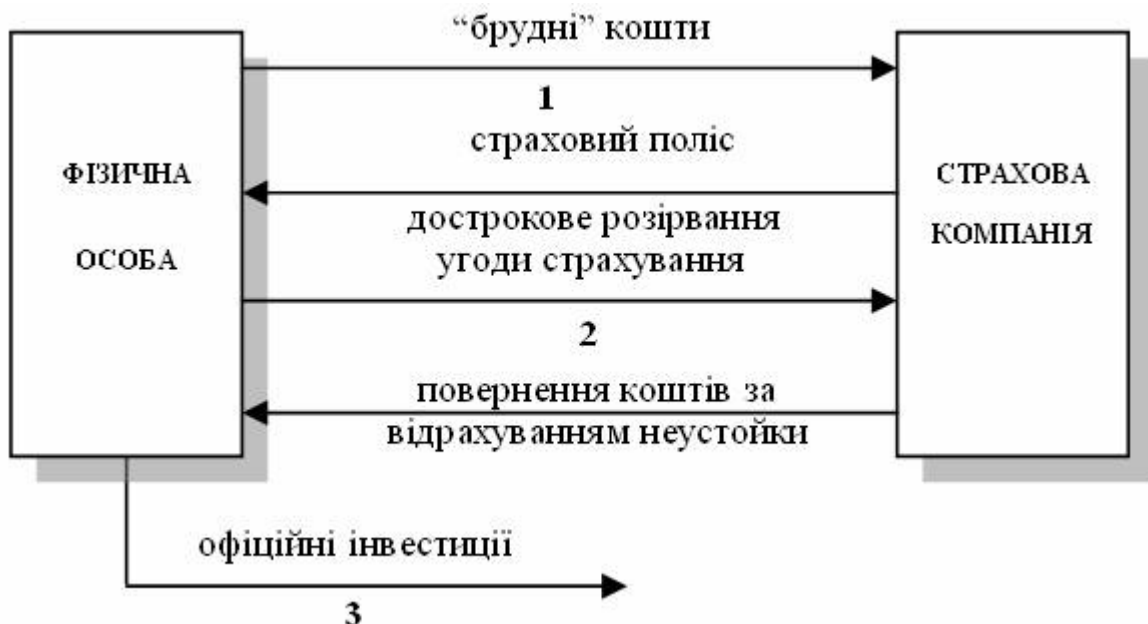 “брудні” кошти
1
страховий поліс
ФІЗИЧНА
ОСОБА
СТРАХОВА
КОМПАНІЯ
дострокове розірвання
угоди страхування
2
повернення коштів за
відрахуванням неустойки
офіційні інвестиції
3